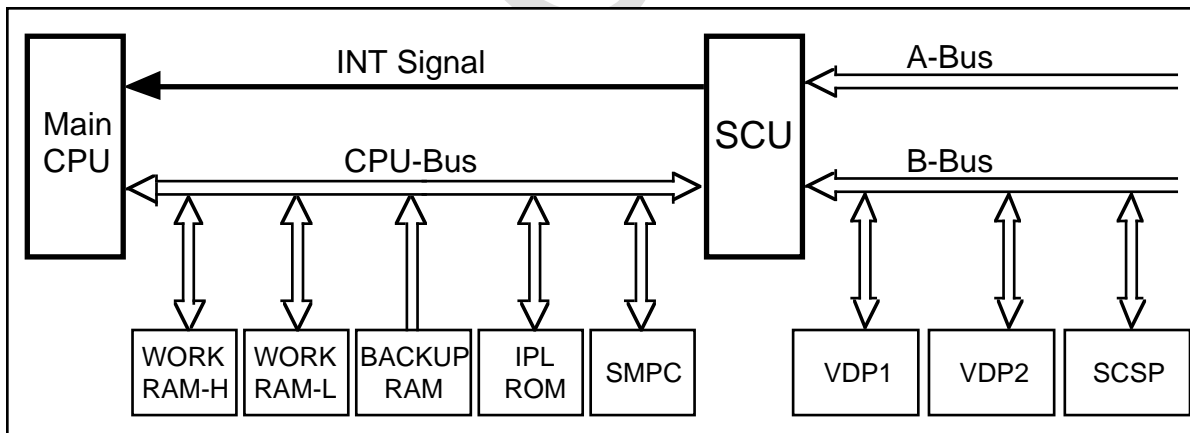 INT Signal
A-Bus
Main
CPU
SCU
CPU-Bus
B-Bus
WORK
RAM-H
WORK
RAM-L
BACKUP
RAM
IPL
ROM
SMPC
VDP1
VDP2
SCSP